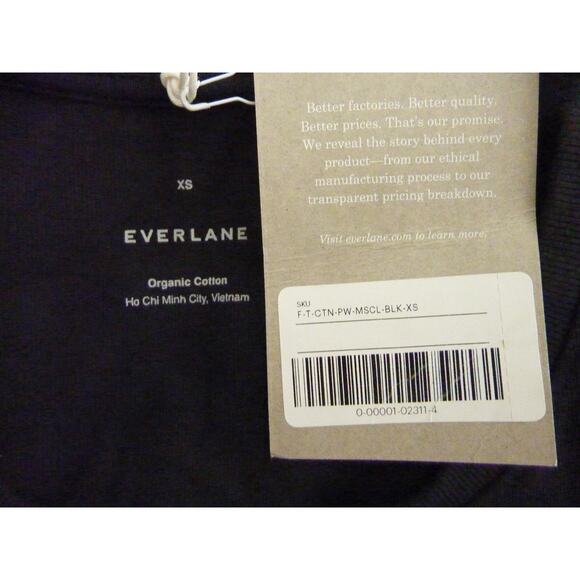 XS
EVERLANE
Organic Cotton
Ho Chi Minh City, Vietnam
Better factories. Better quality.
Better prices. That's our promise.
We reveal the story behind every
product—from our ethical
manufacturing process to our
transparent pricing breakdown.
Visit everlane.com to learn more.
SKU
F-T-CTN-PW-MSCL-BLK-XS
0-00001-02311-4